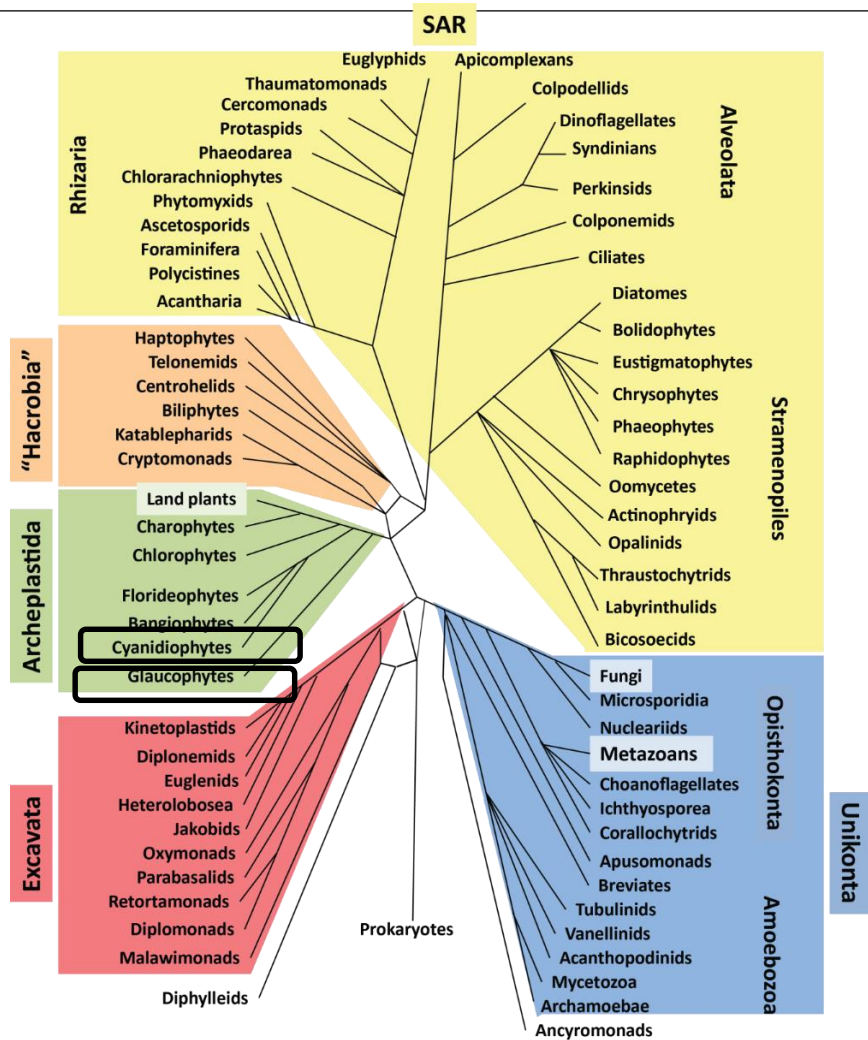 SAR
Euglyphids
Apicomplexans
Thaumatomonads
Colpodellids
Cercomonads
Protaspids
Dinoflagellates
Syndinians
Phaeodarea
Chlorarachniophytes
Perkinsids
Phytomyxids
Ascetosporids
Colponemids
Foraminifera
Ciliates
Polycistines
Acantharia
Rhizaria
Alveolata
Diatomes
Bolidophytes
Eustigmatophytes
Chrysophytes
Phaeophytes
Raphidophytes
Oomycetes
Actinophryids
Opalinids
Thraustochytrids
Labyrinthulids
Bicosoecids
Stramenopiles
"Hacrobia"
Haptophytes
Telonemids
Centrohelids
Biliphytes
Katablepharids
Cryptomonads
Archeplastida
Land plants
Charophytes
Chlorophytes
Florideophytes
Bangiophytes
Cyanidiophytes
Glaucophytes
Excavata
Kinetoplastids
Diplonemids
Euglenids
Heterolobosea
Jakobids
Oxymonads
Parabasalids
Retortamonads
Diplomonads
Malawimonads
Diphylleids
Prokaryotes
Fungi
Microsporidia
Nucleariids
Metazoans
Choanoflagellates
Ichthyosporea
Corallochytrids
Apusomonads
Breviates
Tubulinids
Vanellinids
Acanthopodinids
Mycetozoa
Archamoebae
Ancyromonads
Opisthokonta
Amoebozoa
Unikonta